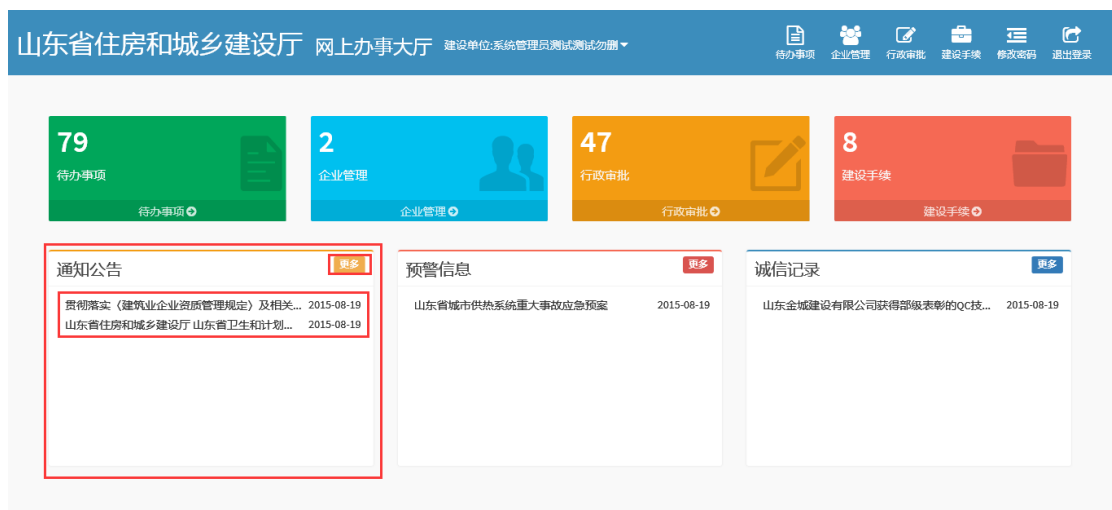 山东省住房和城乡建设厅 网上办事大厅 建设单位:系统管理员测试测试勿删
待办事项 企业管理 行政审批 建设手续 修改密码 退出登录
79
待办事项
待办事项
2
企业管理
企业管理
47
行政审批
行政审批
8
建设手续
建设手续
通知公告 更多
贯彻落实《建筑业企业资质管理规定》及相关... 2015-08-19
山东省住房和城乡建设厅 山东省卫生和计划... 2015-08-19
预警信息 更多
山东省城市供热系统重大事故应急预案 2015-08-19
诚信记录 更多
山东金城建设有限公司获得部级表彰的QC技... 2015-08-19